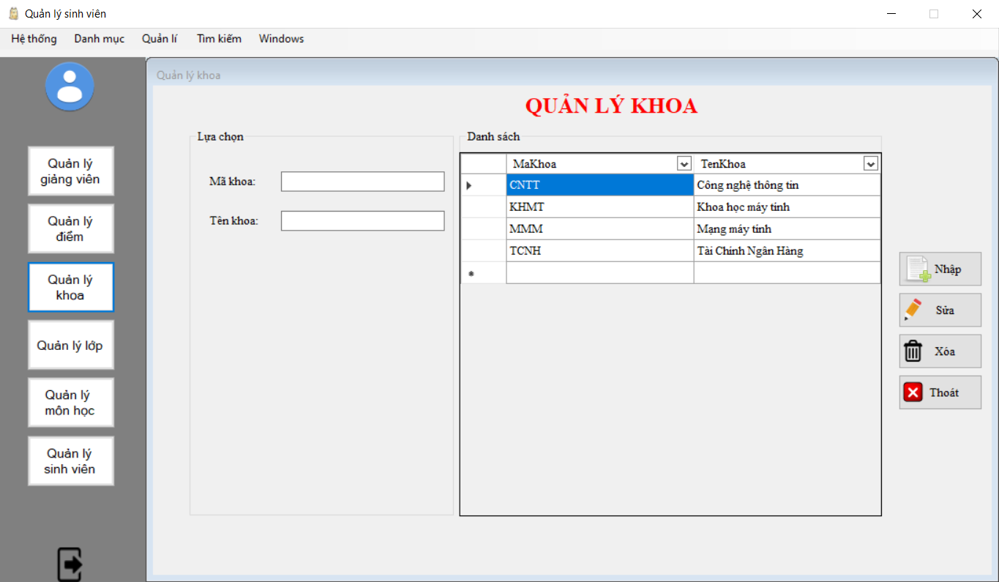 Quản lý sinh viên
Hệ thống Danh mục Quản lí Tìm kiếm Windows
Quản lý khoa
QUẢN LÝ KHOA
Lựa chọn
Danh sách
Quản lý
giảng viên
Quản lý
điểm
Quản lý
khoa
Quản lý lớp
Quản lý
môn học
Quản lý
sinh viên
Mã khoa:
Tên khoa:
MaKhoa TenKhoa
CNTT Công nghệ thông tin
KHMT Khoa học máy tính
MMM Mạng máy tính
TCNH Tài Chính Ngân Hàng
Nhập
Sửa
Xóa
Thoát